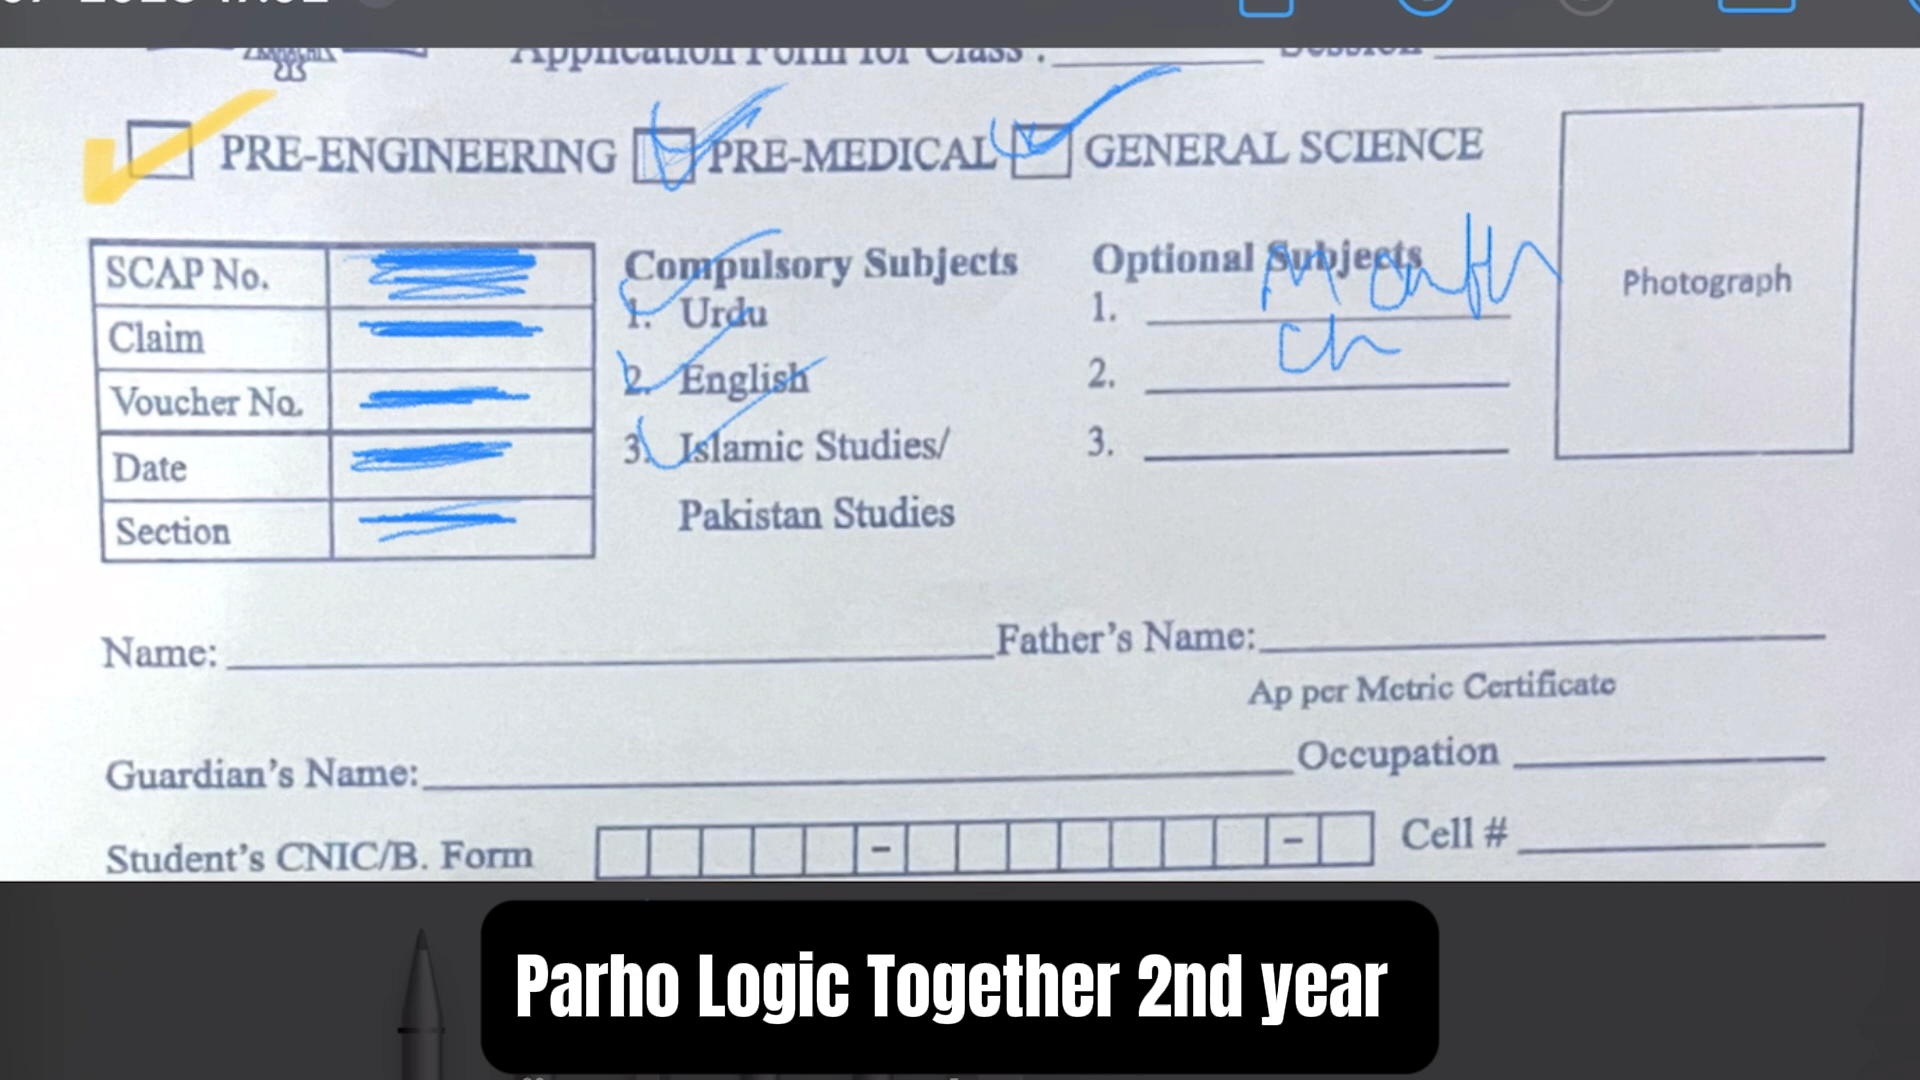 Application Form for Class :
Session
PRE-ENGINEERING PRE-MEDICAL GENERAL SCIENCE
SCAP No.
Claim
Voucher No.
Date
Section
Compulsory Subjects
1. Urdu
2. English
3. Islamic Studies/
Pakistan Studies
Optional Subjects
Math
1.
Ch
2.
3.
Photograph
Name: Father's Name:
Ap per Metric Certificate
Guardian's Name: Occupation
Student's CNIC/B. Form - - Cell #
Parho Logic Together 2nd year